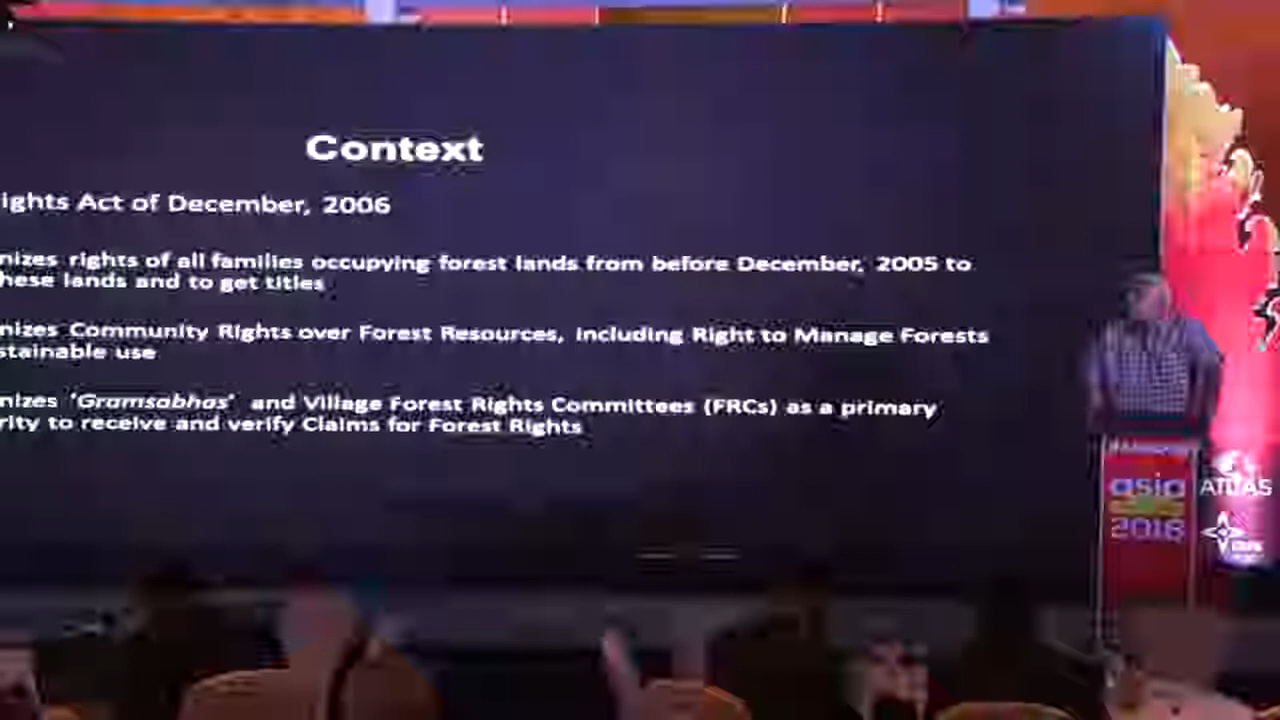 Context
ights Act of December, 2006
nizes rights of all families occupying forest lands from before December, 2005 to
hese lands and to get titles
nizes Community Rights over Forest Resources, including Right to Manage Forests
stainable use
nizes 'Gramsabhas' and Village Forest Rights Committees (FRCs) as a primary
rity to receive and verify Claims for Forest Rights
asia
2016
ATLAS